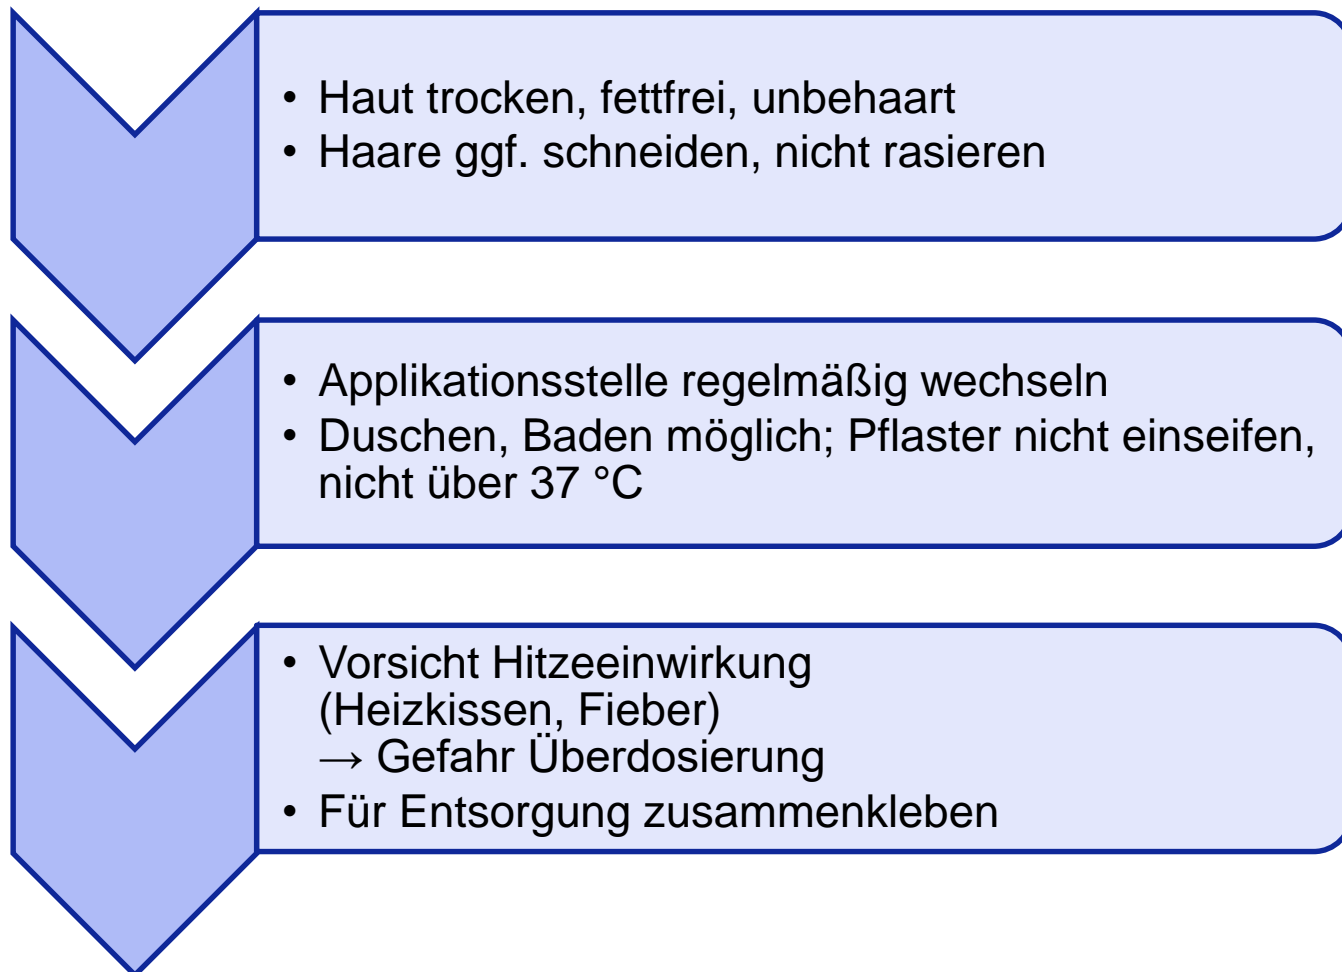 • Haut trocken, fettfrei, unbehaart
• Haare ggf. schneiden, nicht rasieren
• Applikationsstelle regelmäßig wechseln
• Duschen, Baden möglich; Pflaster nicht einseifen,
nicht über 37 °C
• Vorsicht Hitzeeinwirkung
(Heizkissen, Fieber)
→ Gefahr Überdosierung
• Für Entsorgung zusammenkleben